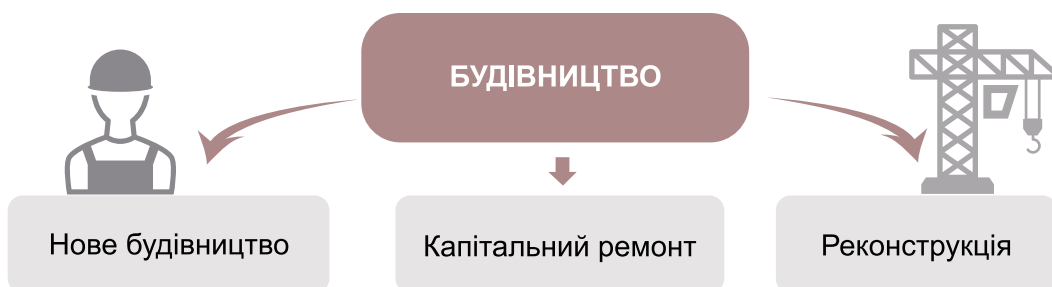 БУДІВНИЦТВО
Нове будівництво
Капітальний ремонт
Реконструкція